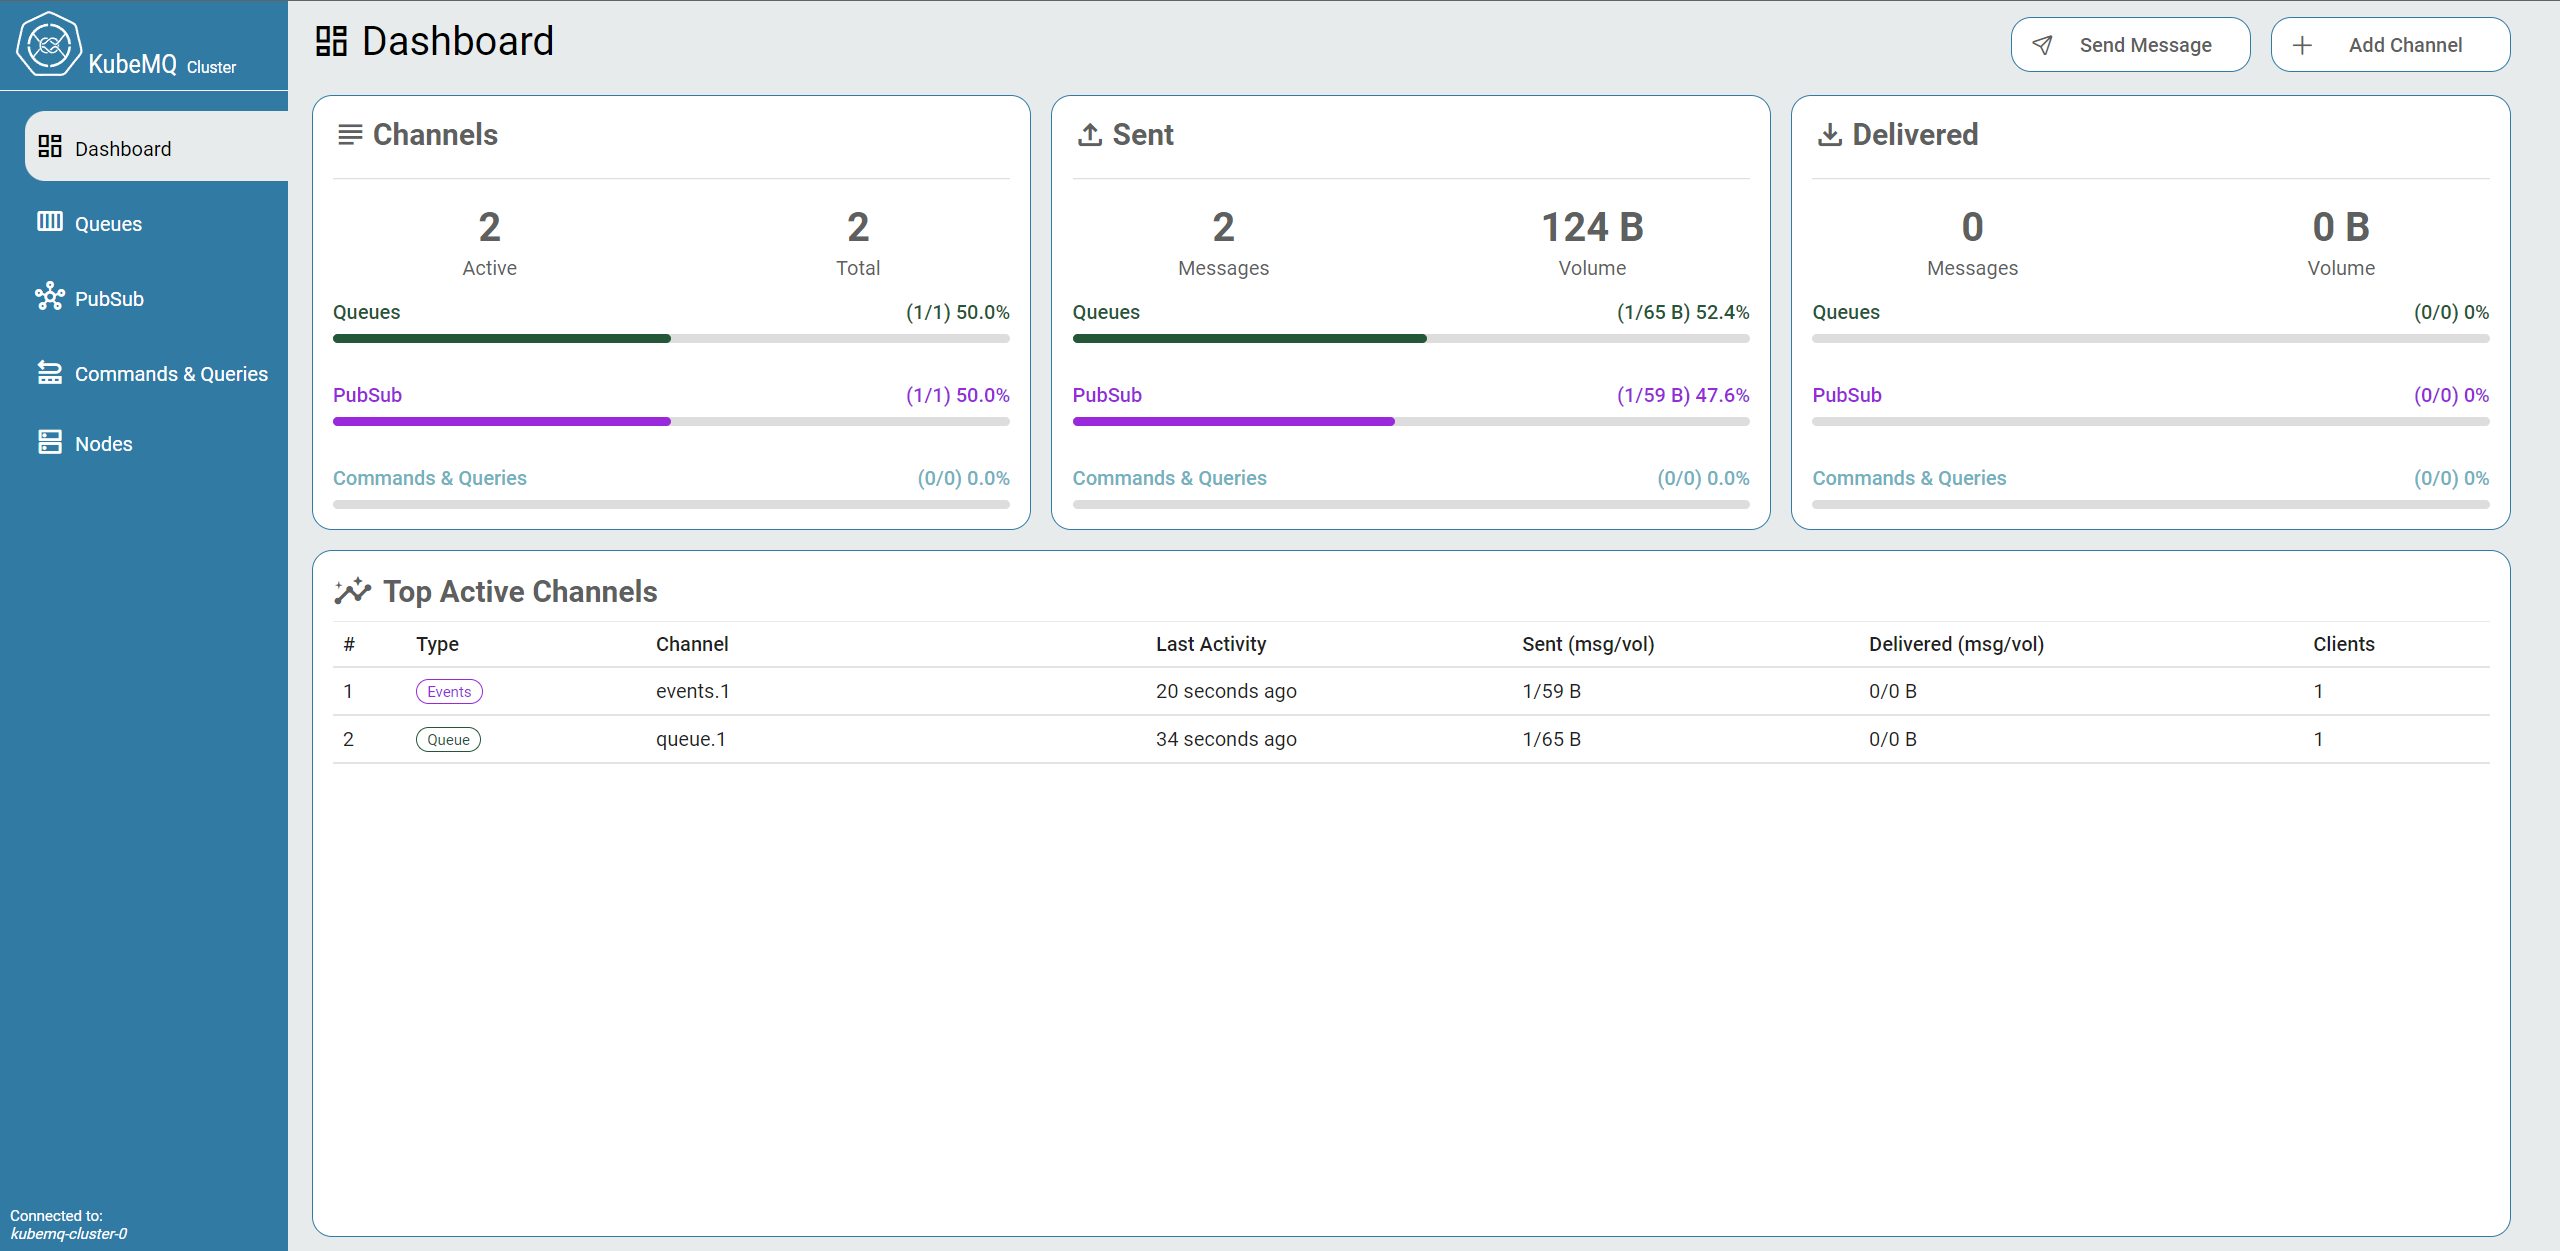 KubeMQ Cluster
Dashboard
Queues
PubSub
Commands & Queries
Nodes
Connected to:
kubemq-cluster-0
Dashboard
Send Message
Add Channel
Channels
2 2
Active Total
Queues (1/1) 50.0%
PubSub (1/1) 50.0%
Commands & Queries (0/0) 0.0%
Sent
2 124 B
Messages Volume
Queues (1/65 B) 52.4%
PubSub (1/59 B) 47.6%
Commands & Queries (0/0) 0.0%
Delivered
0 0 B
Messages Volume
Queues (0/0) 0%
PubSub (0/0) 0%
Commands & Queries (0/0) 0%
Top Active Channels
# Type Channel Last Activity Sent (msg/vol) Delivered (msg/vol) Clients
1 Events events.1 20 seconds ago 1/59 B 0/0 B 1
2 Queue queue.1 34 seconds ago 1/65 B 0/0 B 1